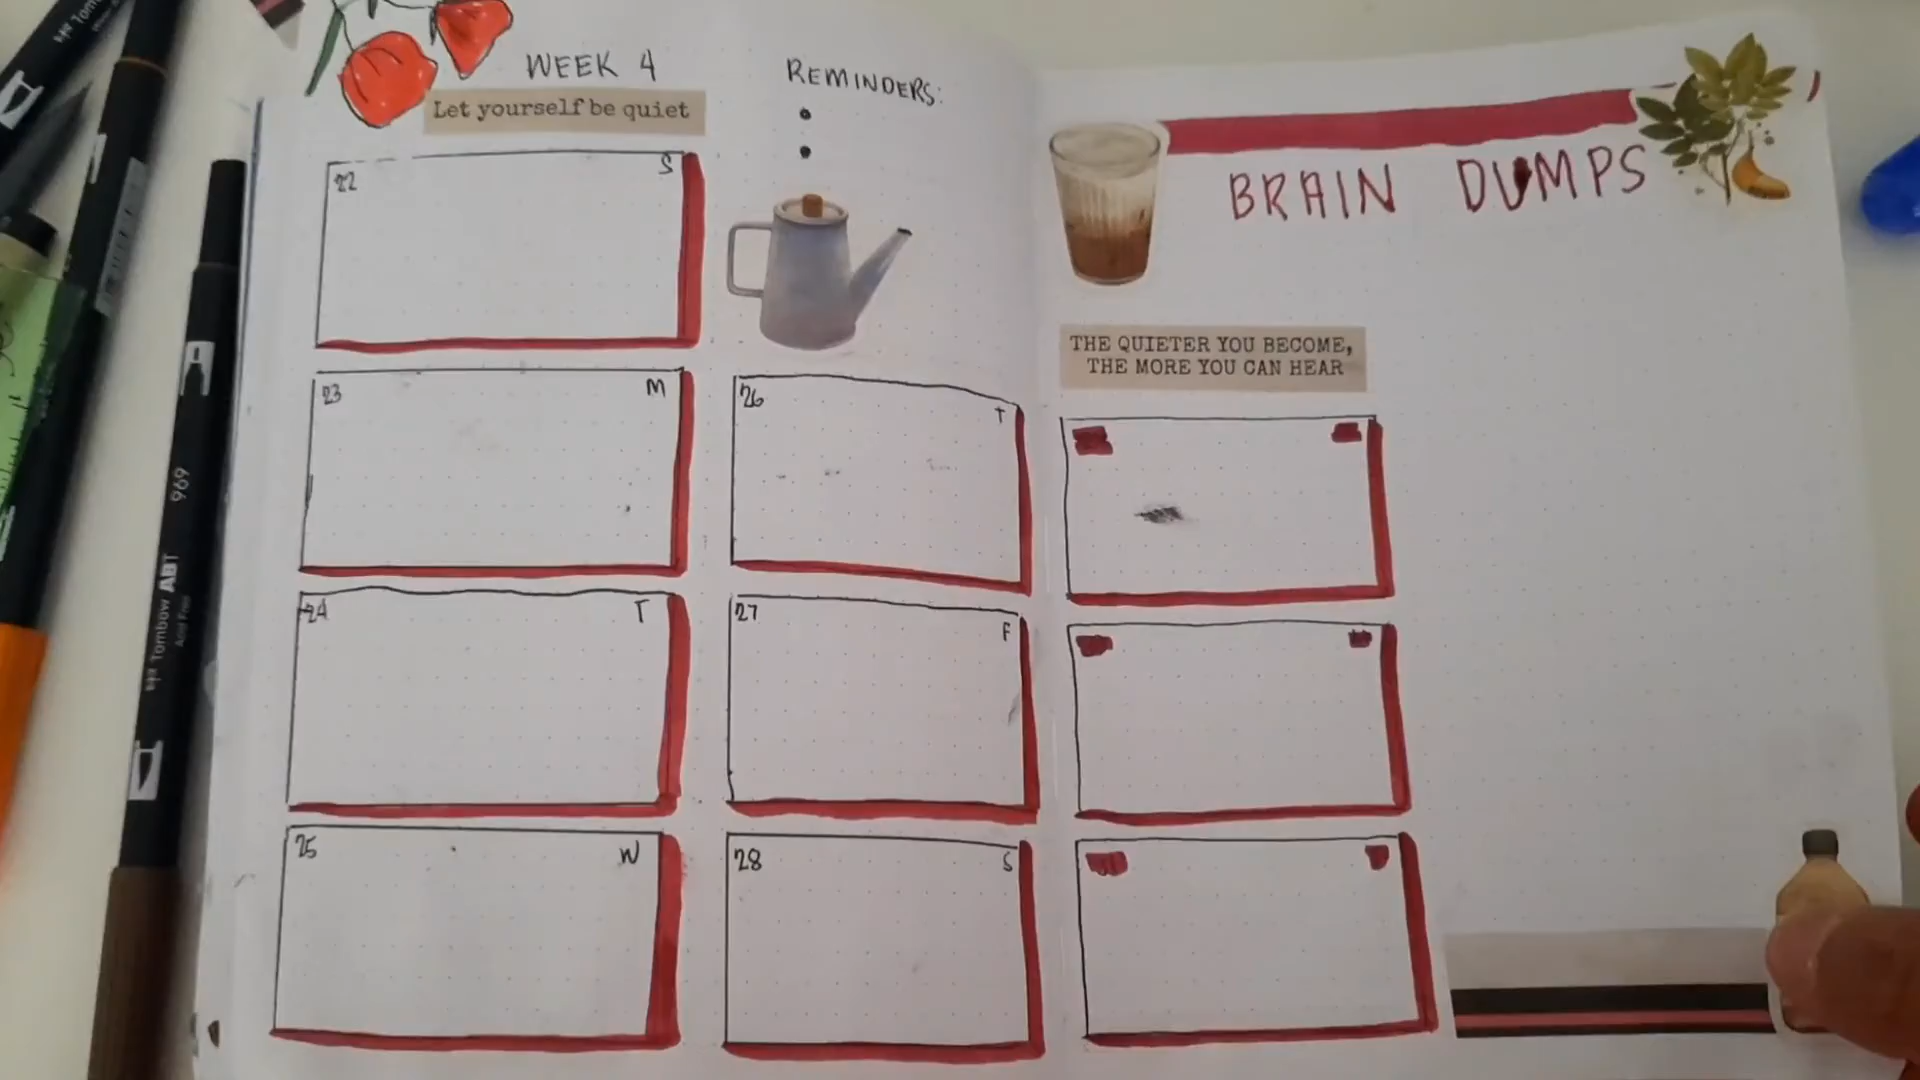 WEEK 4
Let yourself be quiet
REMINDERS:
22 S
23 M
24 T
25 W
26 T
27 F
28 S
BRAIN DUMPS
THE QUIETER YOU BECOME,
THE MORE YOU CAN HEAR
Tombow ABT
969
Tom